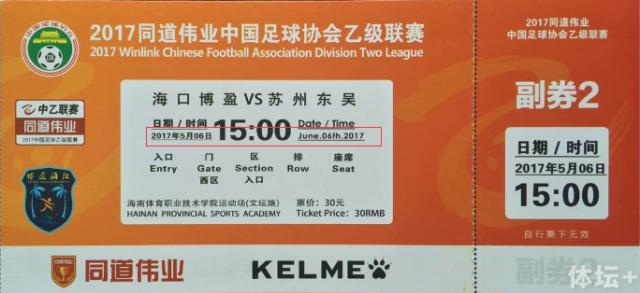 2017同道伟业中国足球协会乙级联赛
2017 Winlink Chinese Football Association Division Two League
中乙联赛
同道伟业
2017中国足协乙级联赛
博盈海江
海口博盈VS苏州东吴
日期/时间 15:00 Date/Time
2017年5月06日 June.06th.2017
入口 门 区 排 座席
Entry Gate Section Row Seat
西区 入口
海南体育职业技术学院运动场(文坛路) 票价：30元
HAINAN PROVINCIAL SPORTS ACADEMY Ticket Price: 30RMB
同道伟业 KELME
2017同道伟业
中国足球协会乙级联赛
副券2
日期/时间
2017年5月06日
15:00
自行撕下无效
副券2
体坛+